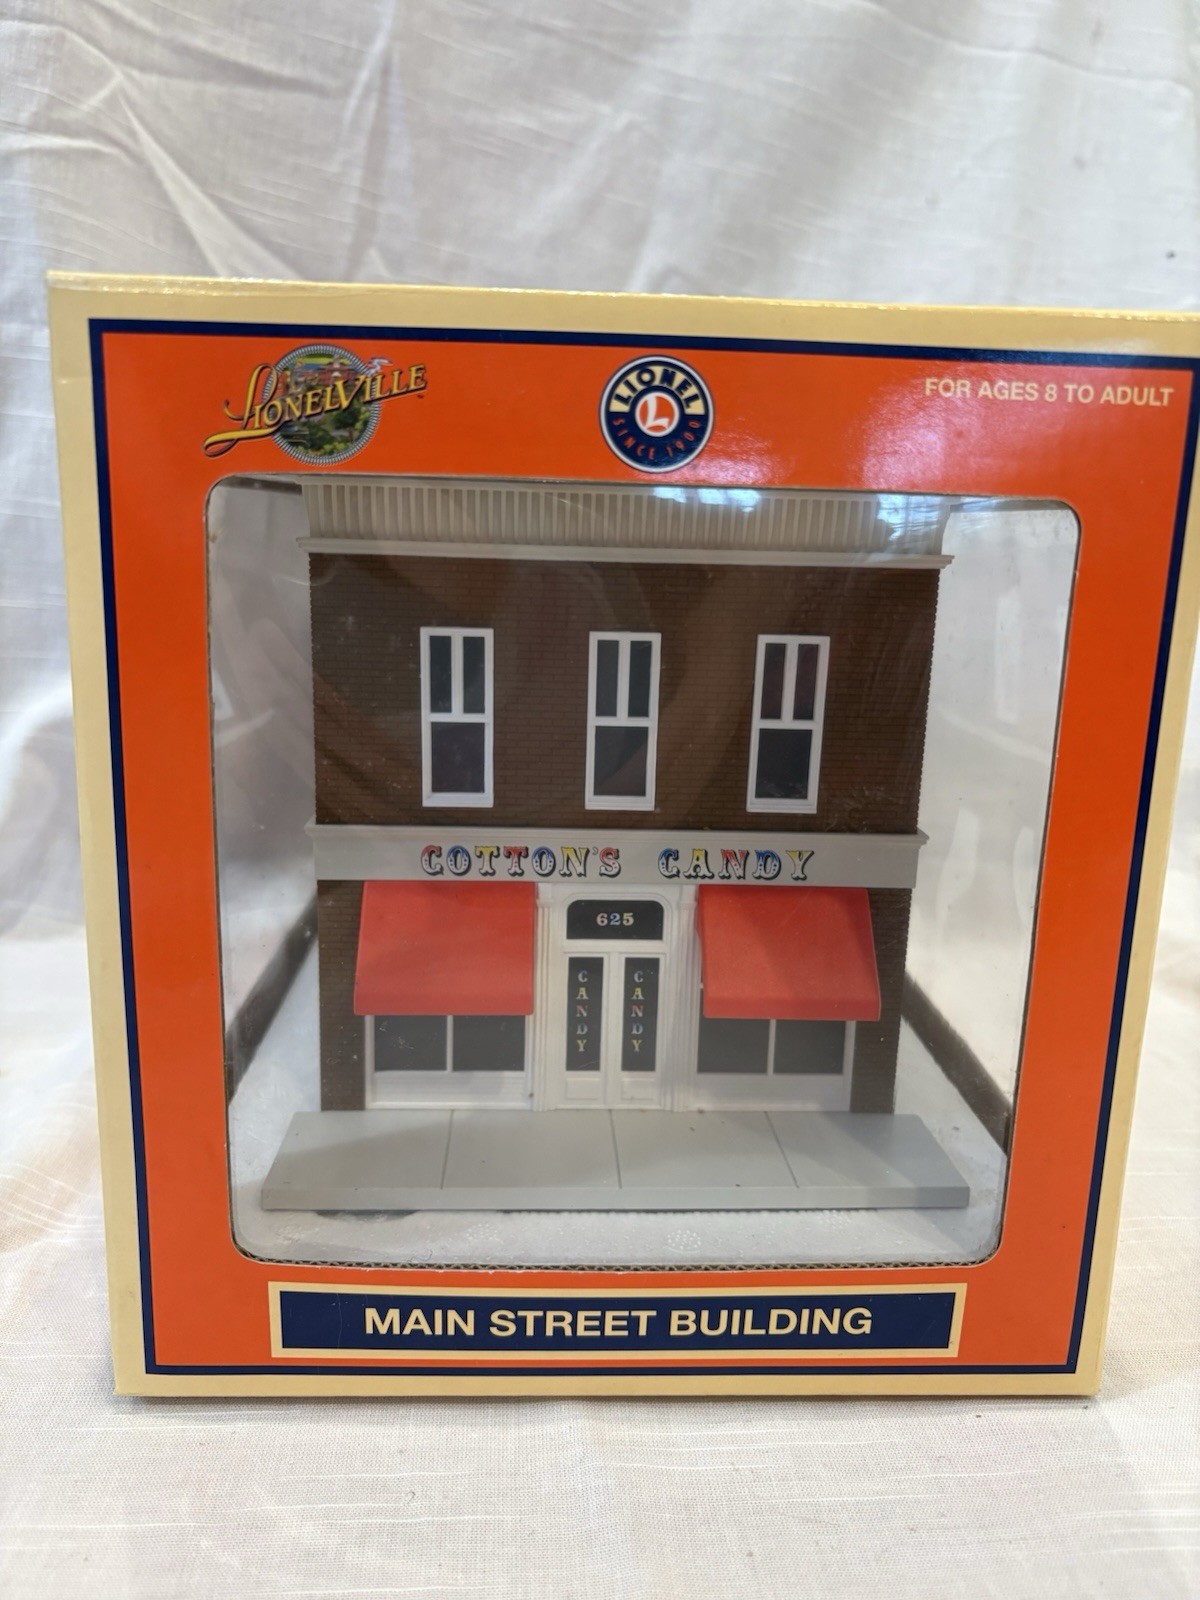 LIONELVILLE
LIONEL
L
SINCE 1900
FOR AGES 8 TO ADULT
COTTON'S CANDY
625
CANDY
CANDY
MAIN STREET BUILDING